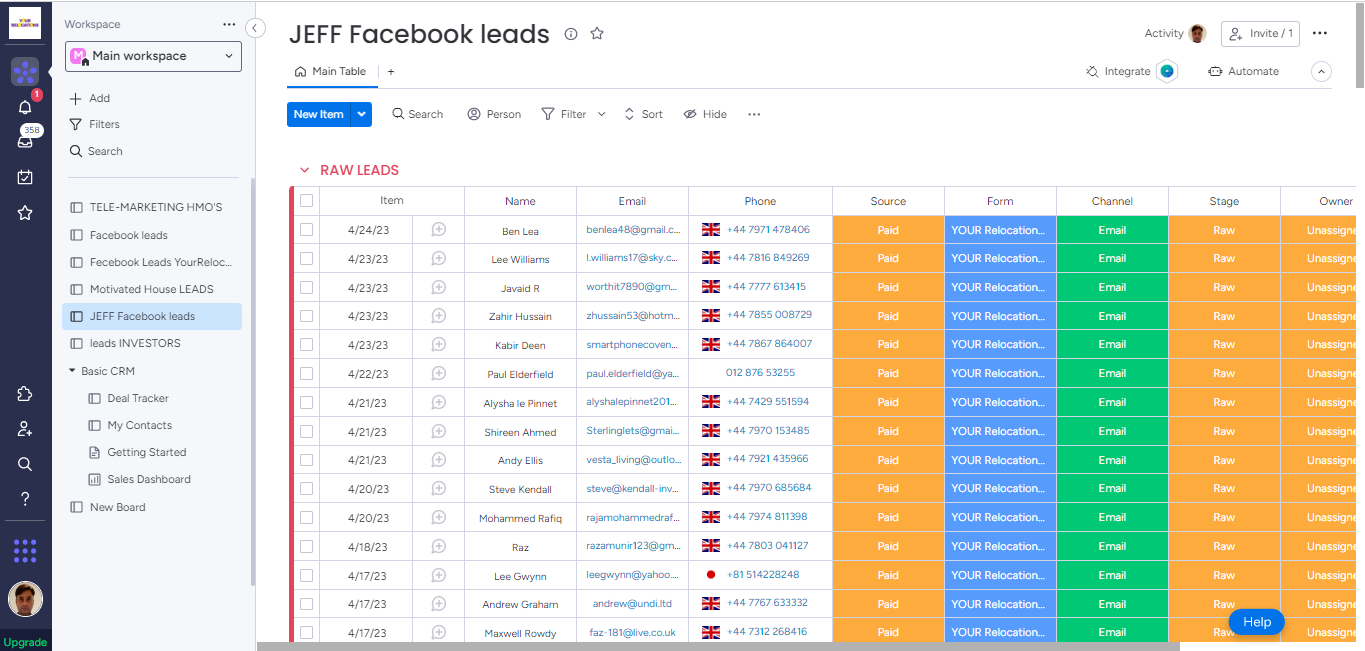 YOUR RELOCATIONS
Workspace
Main workspace
Add
Filters
Search
TELE-MARKETING HMO'S
Facebook leads
Fecebook Leads YourReloc...
Motivated House LEADS
JEFF Facebook leads
leads INVESTORS
Basic CRM
Deal Tracker
My Contacts
Getting Started
Sales Dashboard
New Board
1
358
Upgrade
JEFF Facebook leads
Activity
Invite / 1
Main Table
+
Integrate
Automate
New Item
Search
Person
Filter
Sort
Hide
RAW LEADS
Item Name Email Phone Source Form Channel Stage Owner
4/24/23 Ben Lea benlea48@gmail.c... +44 7971 478406 Paid YOUR Relocation... Email Raw Unassigne
4/23/23 Lee Williams l.williams17@sky.c... +44 7816 849269 Paid YOUR Relocation... Email Raw Unassigne
4/23/23 Javaid R worthit7890@gm... +44 7777 613415 Paid YOUR Relocation... Email Raw Unassigne
4/23/23 Zahir Hussain zhussain53@hotm... +44 7855 008729 Paid YOUR Relocation... Email Raw Unassigne
4/23/23 Kabir Deen smartphonecoven... +44 7867 864007 Paid YOUR Relocation... Email Raw Unassigne
4/22/23 Paul Elderfield paul.elderfield@ya... 012 876 53255 Paid YOUR Relocation... Email Raw Unassigne
4/21/23 Alysha le Pinnet alyshalepinnet201... +44 7429 551594 Paid YOUR Relocation... Email Raw Unassigne
4/21/23 Shireen Ahmed Sterlinglets@gmai... +44 7970 153485 Paid YOUR Relocation... Email Raw Unassigne
4/21/23 Andy Ellis vesta_living@outlo... +44 7921 435966 Paid YOUR Relocation... Email Raw Unassigne
4/20/23 Steve Kendall steve@kendall-inv... +44 7970 685684 Paid YOUR Relocation... Email Raw Unassigne
4/20/23 Mohammed Rafiq rajamohammedraf... +44 7974 811398 Paid YOUR Relocation... Email Raw Unassigne
4/18/23 Raz razamunir123@gm... +44 7803 041127 Paid YOUR Relocation... Email Raw Unassigne
4/17/23 Lee Gwynn leegwynn@yahoo.... +81 514228248 Paid YOUR Relocation... Email Raw Unassigne
4/17/23 Andrew Graham andrew@undi.ltd +44 7767 633332 Paid YOUR Relocation... Email Raw Unassigne
4/17/23 Maxwell Rowdy faz-181@live.co.uk +44 7312 268416 Paid YOUR Relocation... Email Raw Unassigne
Help